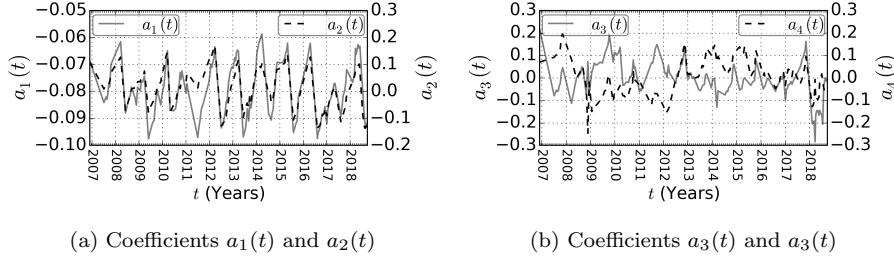 a₁(t) a₂(t)
−0.05
−0.06
−0.07
−0.08
−0.09
−0.10
a₁(t)
0.3
0.2
0.1
0.0
−0.1
−0.2
a₂(t)
2007 2008 2009 2010 2011 2012 2013 2014 2015 2016 2017 2018
t (Years)
a₃(t) a₄(t)
0.3
0.2
0.1
0.0
−0.1
−0.2
−0.3
a₃(t)
0.3
0.2
0.1
0.0
−0.1
−0.2
−0.3
2007 2008 2009 2010 2011 2012 2013 2014 2015 2016 2017 2018
t (Years)
(a) Coefficients a₁(t) and a₂(t)
(b) Coefficients a₃(t) and a₃(t)